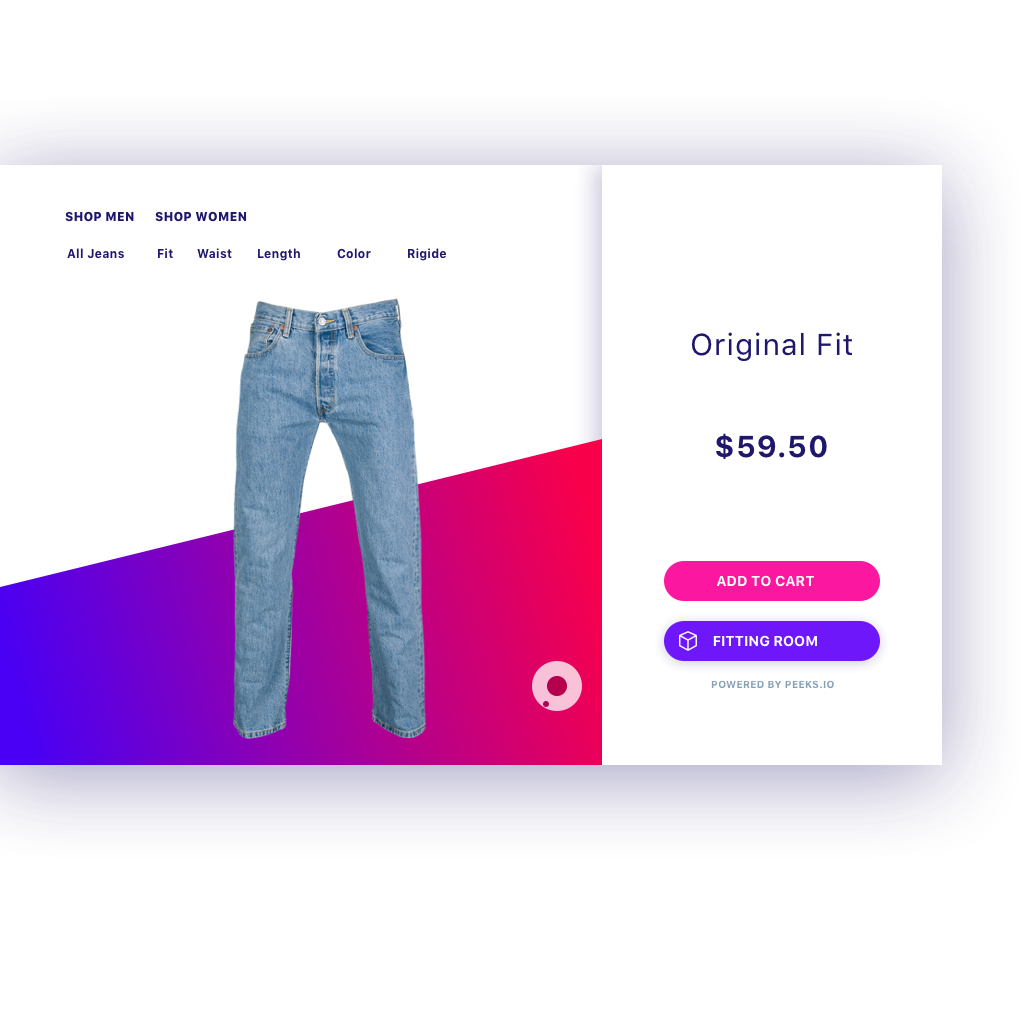 SHOP MEN SHOP WOMEN
All Jeans Fit Waist Length Color Rigide
Original Fit
$59.50
ADD TO CART
FITTING ROOM
POWERED BY PEEKS.IO